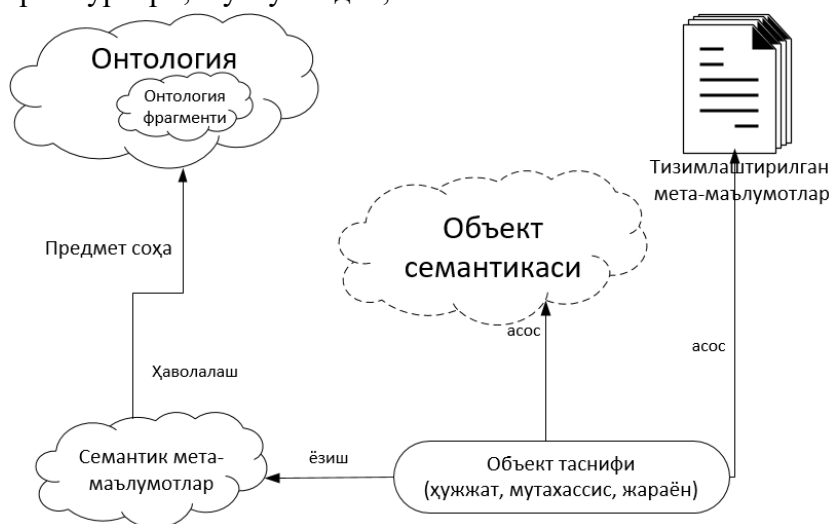 Онтология
Онтология
фрагменти
Тизимлаштирилган
мета-маълумотлар
Объект
семантикаси
Предмет соҳа
асос
асос
Ҳаволалаш
Семантик мета-
маълумотлар
ёзиш
Объект таснифи
(ҳужжат, мутахассис, жараён)